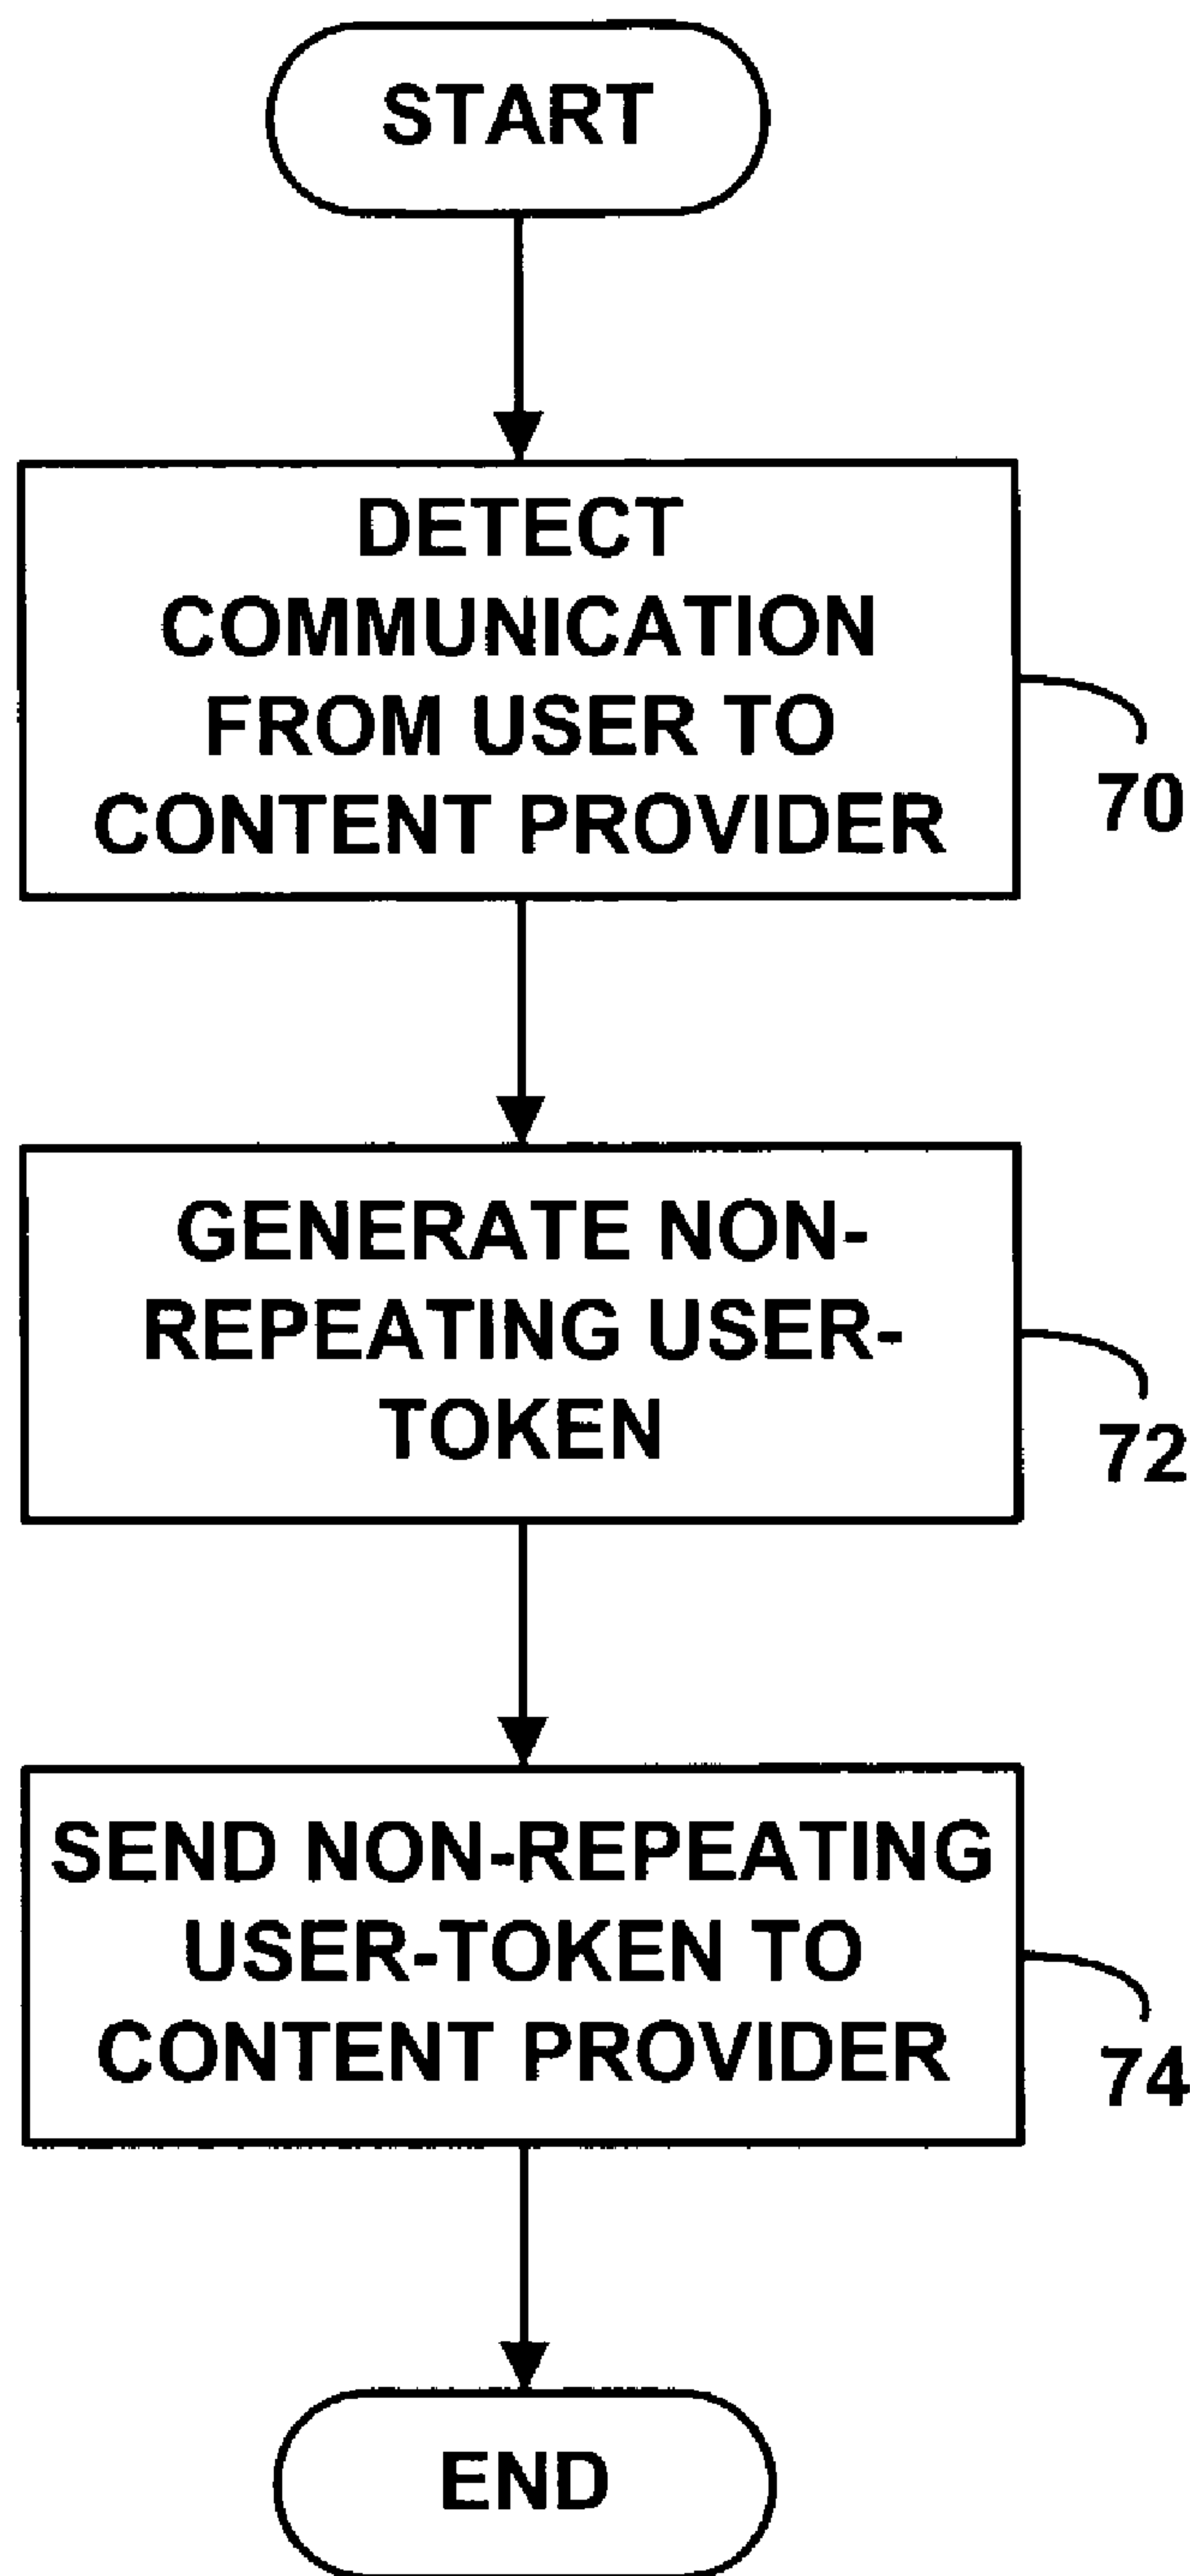 START
DETECT
COMMUNICATION
FROM USER TO
CONTENT PROVIDER
70
GENERATE NON-
REPEATING USER-
TOKEN
72
SEND NON-REPEATING
USER-TOKEN TO
CONTENT PROVIDER
74
END